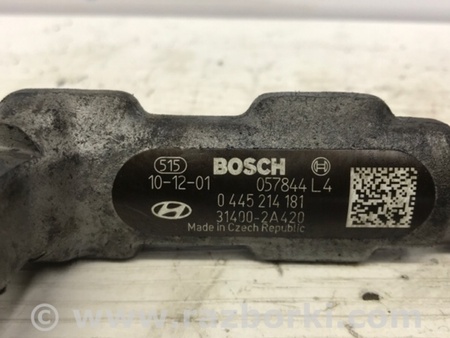 515 BOSCH
10-12-01 057844 L4
0 445 214 181
31400-2A420
Made in Czech Republic
© www.razborki.com